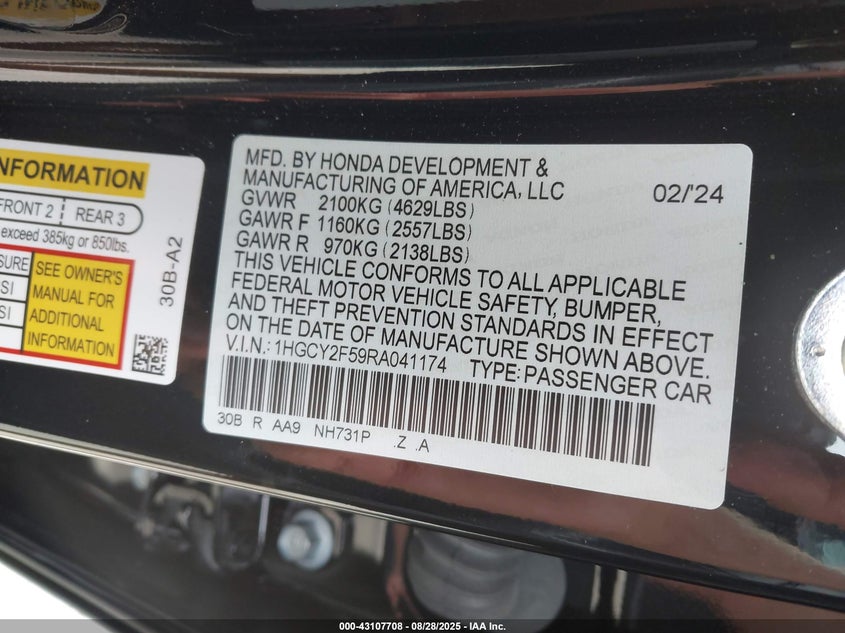 NFORMATION
FRONT 2 REAR 3
exceed 385kg or 850lbs.
SURE
SI
SI
SEE OWNER'S
MANUAL FOR
ADDITIONAL
INFORMATION
30B-A2
MFD. BY HONDA DEVELOPMENT &
MANUFACTURING OF AMERICA, LLC 02/'24
GVWR 2100KG (4629LBS)
GAWR F 1160KG (2557LBS)
GAWR R 970KG (2138LBS)
THIS VEHICLE CONFORMS TO ALL APPLICABLE
FEDERAL MOTOR VEHICLE SAFETY, BUMPER,
AND THEFT PREVENTION STANDARDS IN EFFECT
ON THE DATE OF MANUFACTURE SHOWN ABOVE.
V.I.N.: 1HGCY2F59RA041174 TYPE: PASSENGER CAR
30B R AA9 NH731P .Z .A
000-43107708 - 08/28/2025 - IAA Inc.